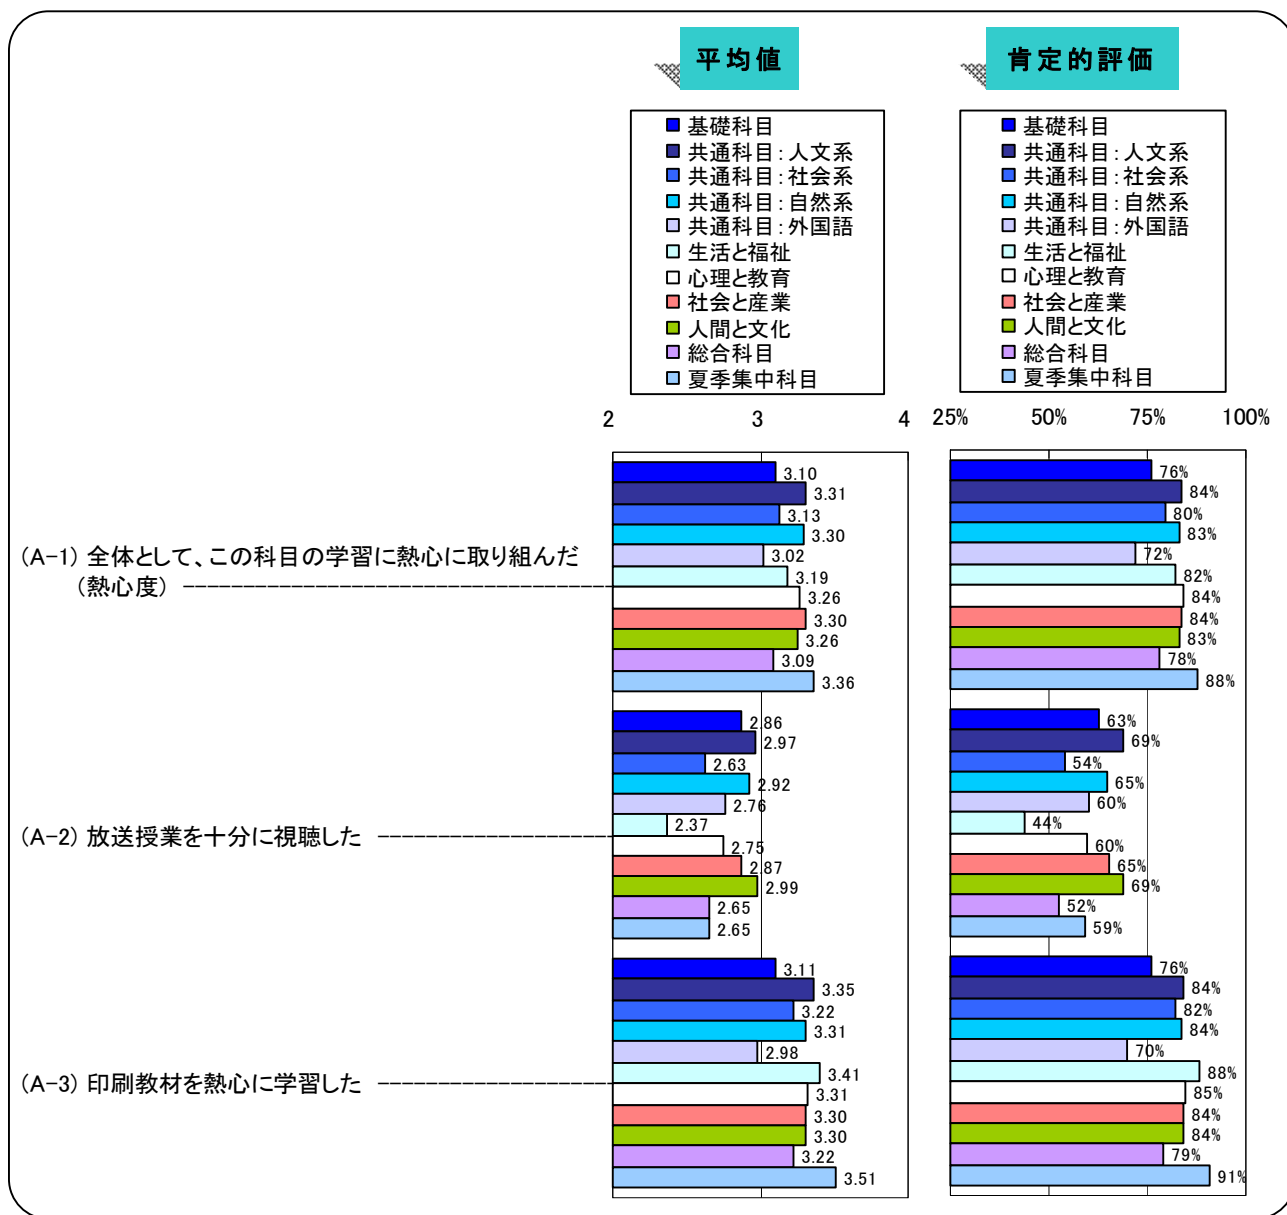 平均値
肯定的評価
基礎科目
共通科目：人文系
共通科目：社会系
共通科目：自然系
共通科目：外国語
生活と福祉
心理と教育
社会と産業
人間と文化
総合科目
夏季集中科目
基礎科目
共通科目：人文系
共通科目：社会系
共通科目：自然系
共通科目：外国語
生活と福祉
心理と教育
社会と産業
人間と文化
総合科目
夏季集中科目
2 3 4
25% 50% 75% 100%
(A-1) 全体として、この科目の学習に熱心に取り組んだ
(熱心度)
3.10
3.31
3.13
3.30
3.02
3.19
3.26
3.30
3.26
3.09
3.36
76%
84%
80%
83%
72%
82%
84%
84%
83%
78%
88%
(A-2) 放送授業を十分に視聴した
2.86
2.97
2.63
2.92
2.76
2.37
2.75
2.87
2.99
2.65
2.65
63%
69%
54%
65%
60%
44%
60%
65%
69%
52%
59%
(A-3) 印刷教材を熱心に学習した
3.11
3.35
3.22
3.31
2.98
3.41
3.31
3.30
3.30
3.22
3.51
76%
84%
82%
84%
70%
88%
85%
84%
84%
79%
91%